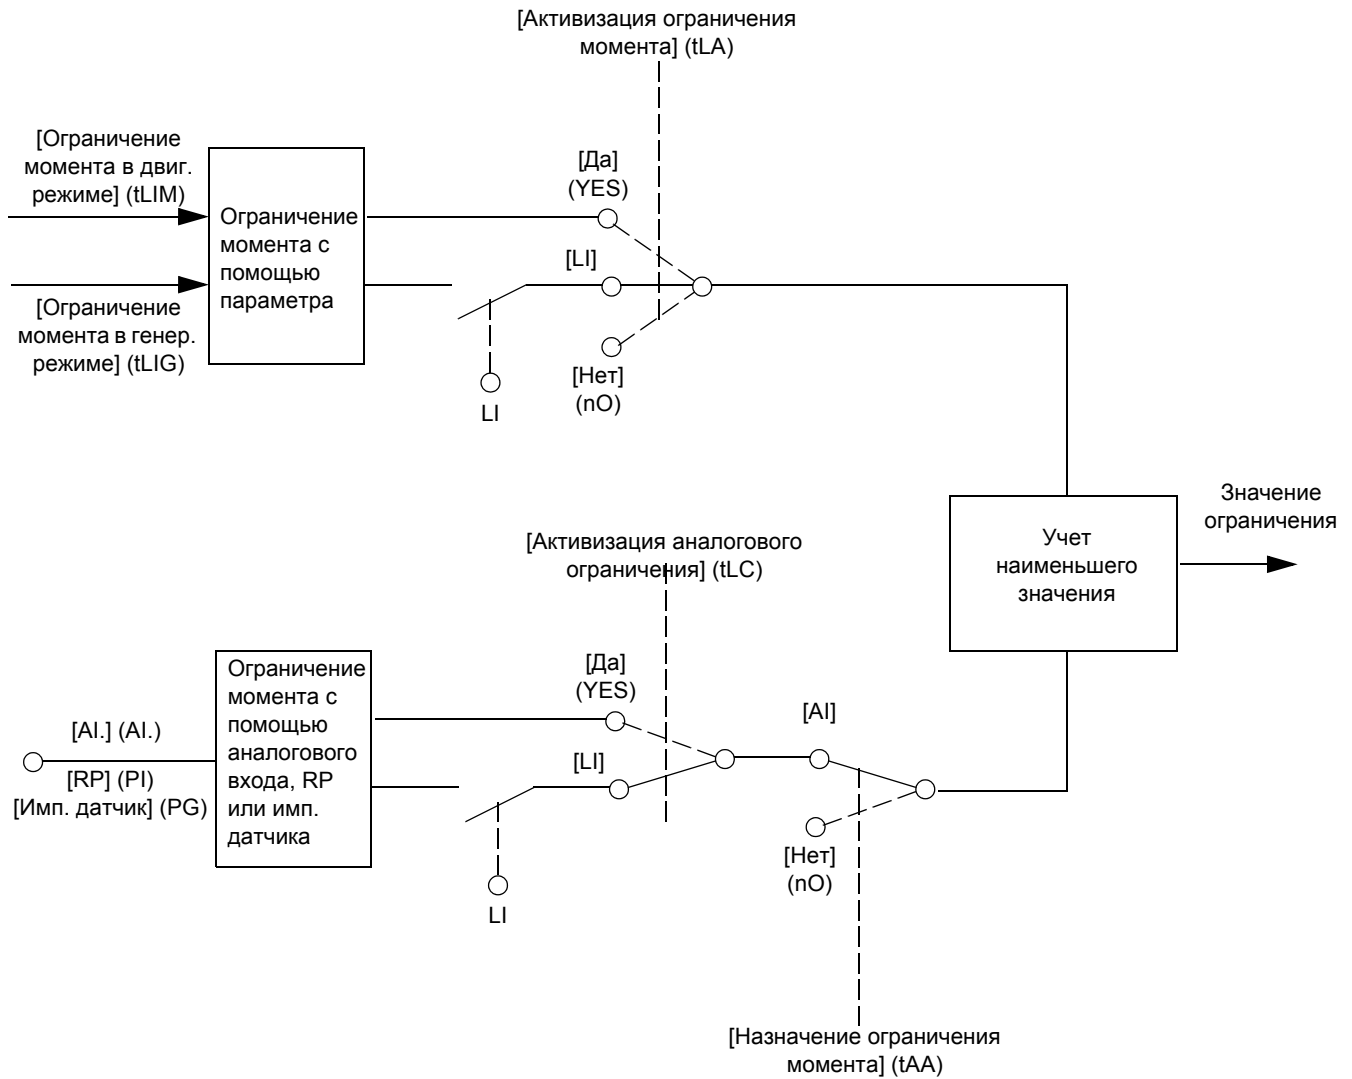 [Активизация ограничения
момента] (tLA)
[Ограничение
момента в двиг.
режиме] (tLIM)
Ограничение
момента с
помощью
параметра
[Да]
(YES)
[LI]
[Ограничение
момента в генер.
режиме] (tLIG)
[Нет]
(nO)
LI
Значение
ограничения
Учет
наименьшего
значения
[Активизация аналогового
ограничения] (tLC)
Ограничение
момента с
помощью
аналогового
входа, RP
или имп.
датчика
[Да]
(YES)
[AI]
[AI.] (AI.)
[RP] (PI)
[Имп. датчик] (PG)
[LI]
[Нет]
(nO)
LI
[Назначение ограничения
момента] (tAA)